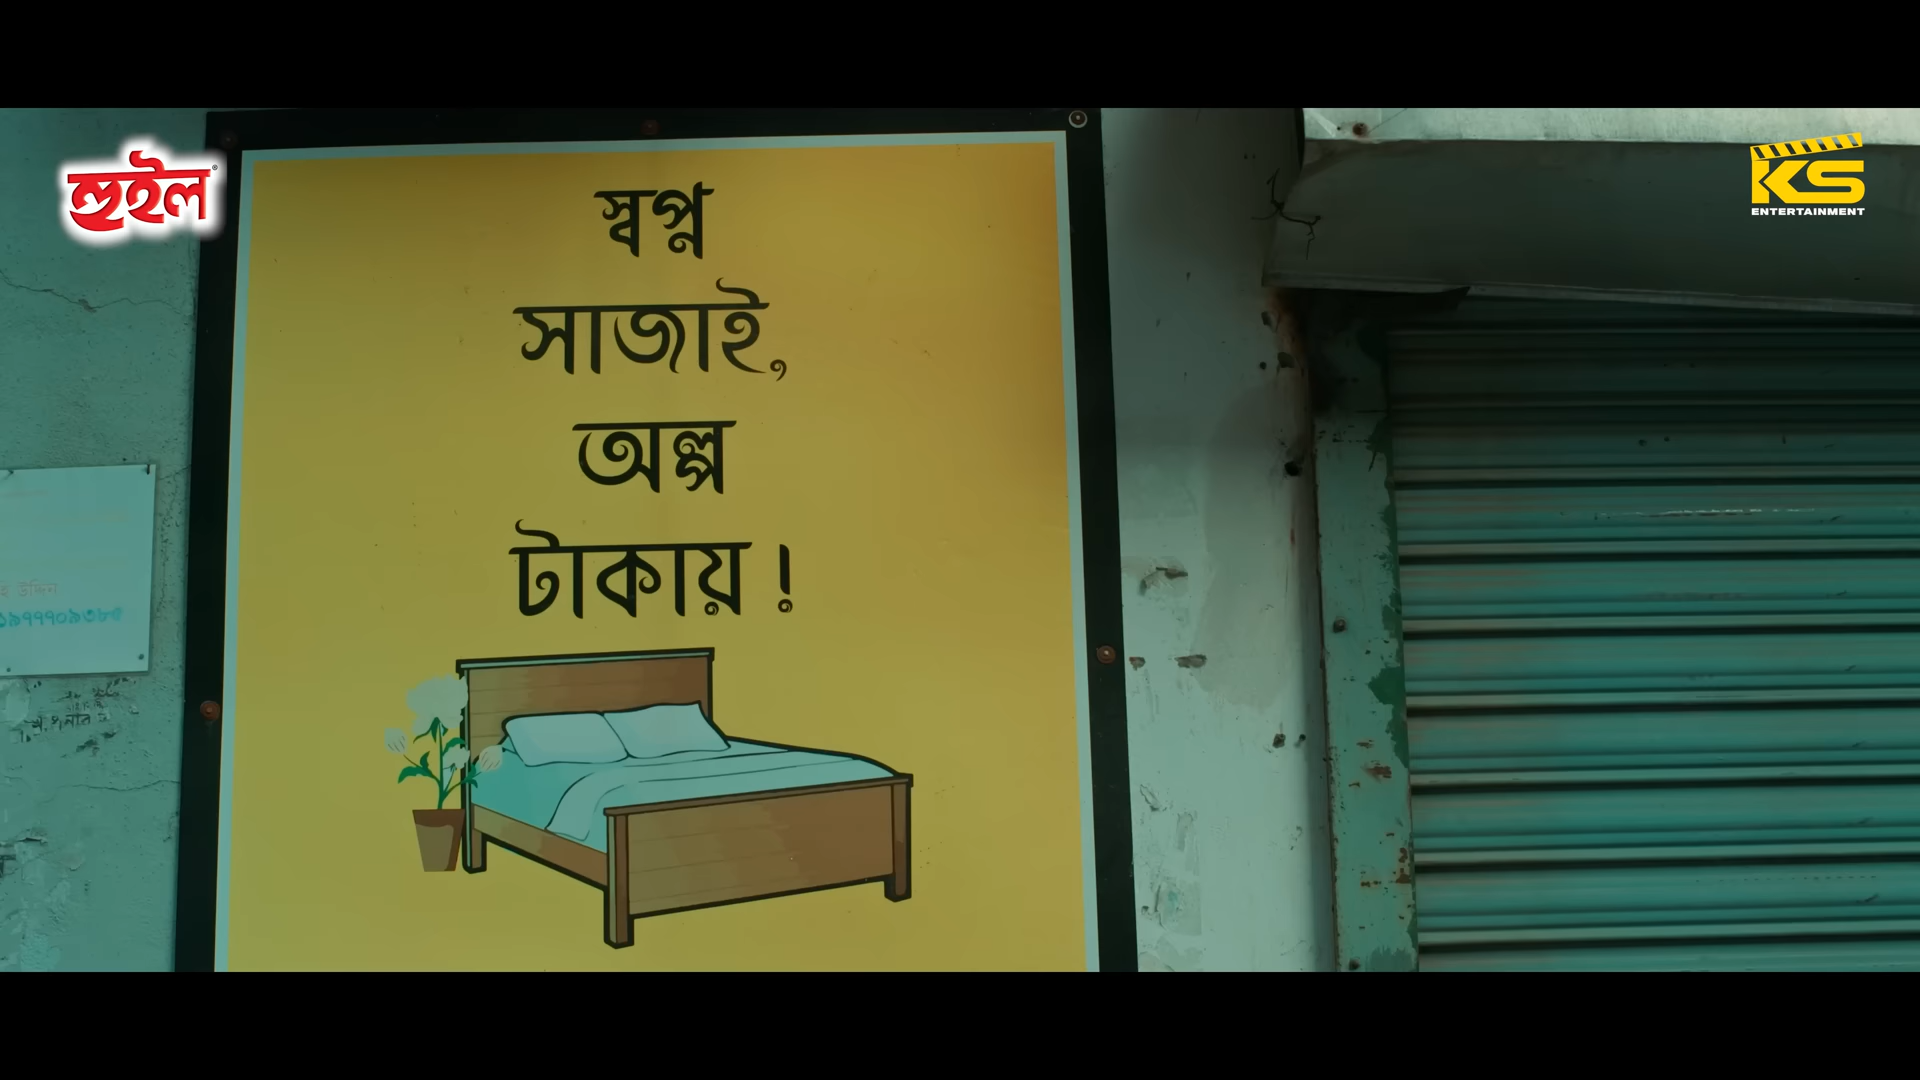 হুইল
KS
ENTERTAINMENT
স্বপ্ন
সাজাই,
অল্প
টাকায় !